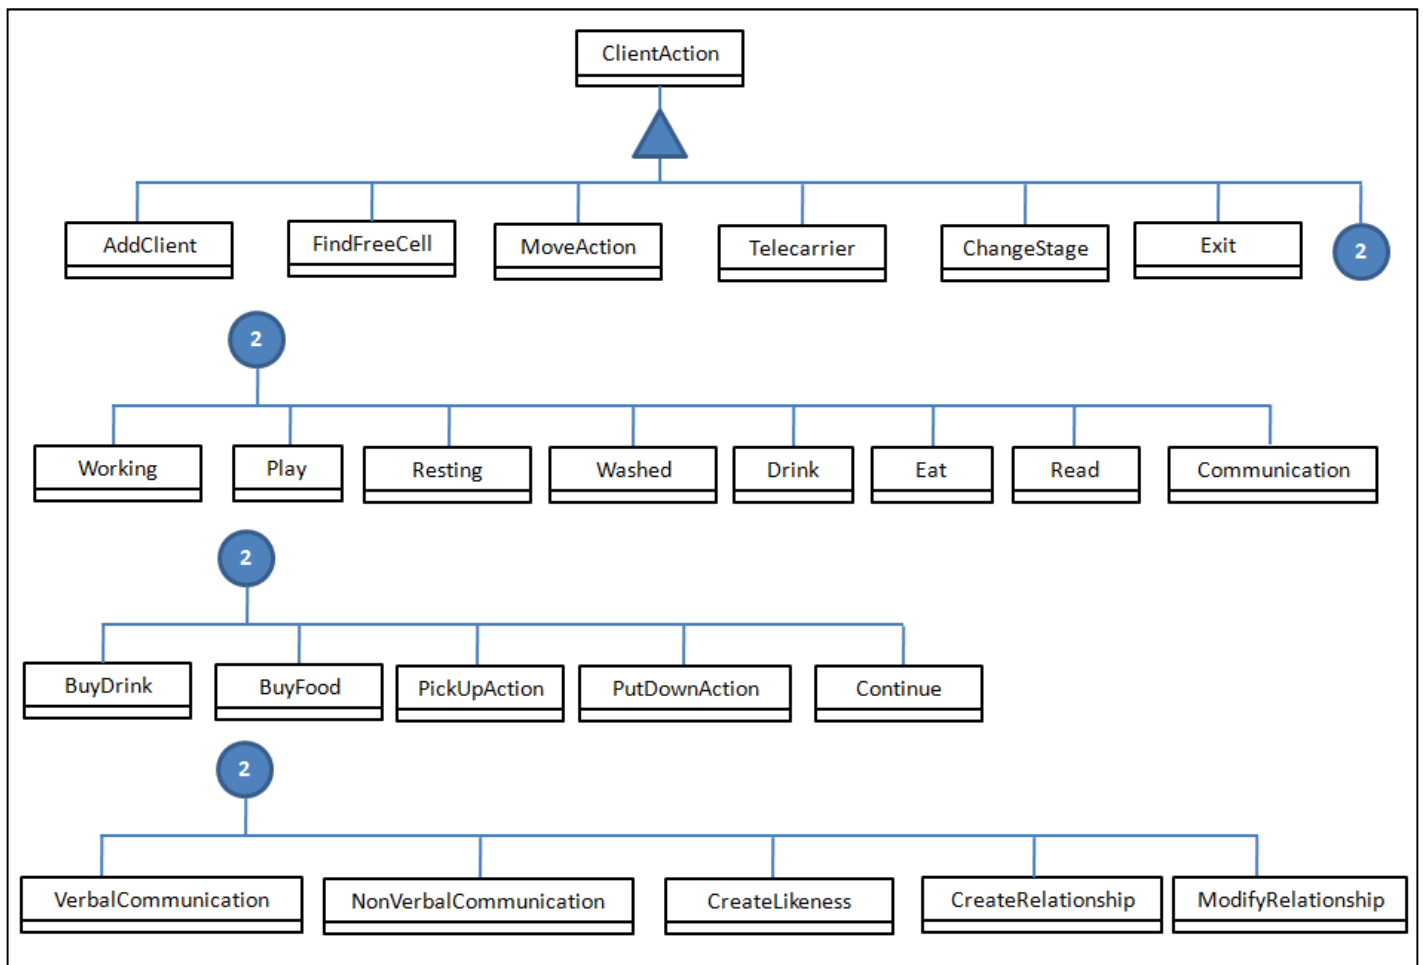 ClientAction
AddClient
FindFreeCell
MoveAction
Telecarrier
ChangeStage
Exit
2
2
Working
Play
Resting
Washed
Drink
Eat
Read
Communication
2
BuyDrink
BuyFood
PickUpAction
PutDownAction
Continue
2
VerbalCommunication
NonVerbalCommunication
CreateLikeness
CreateRelationship
ModifyRelationship